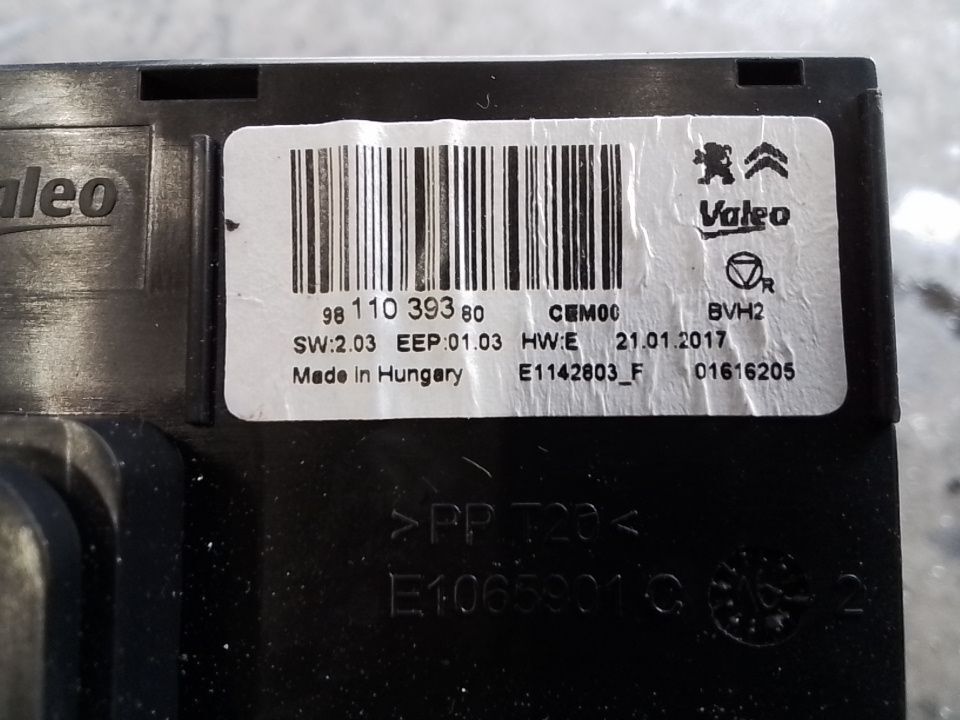 Valeo
Valeo
R
98 110 393 80 CEM00 BVH2
SW:2.03 EEP:01.03 HW:E 21.01.2017
Made in Hungary E1142803_F 01616205
>PP T20<
E1065901 C 2